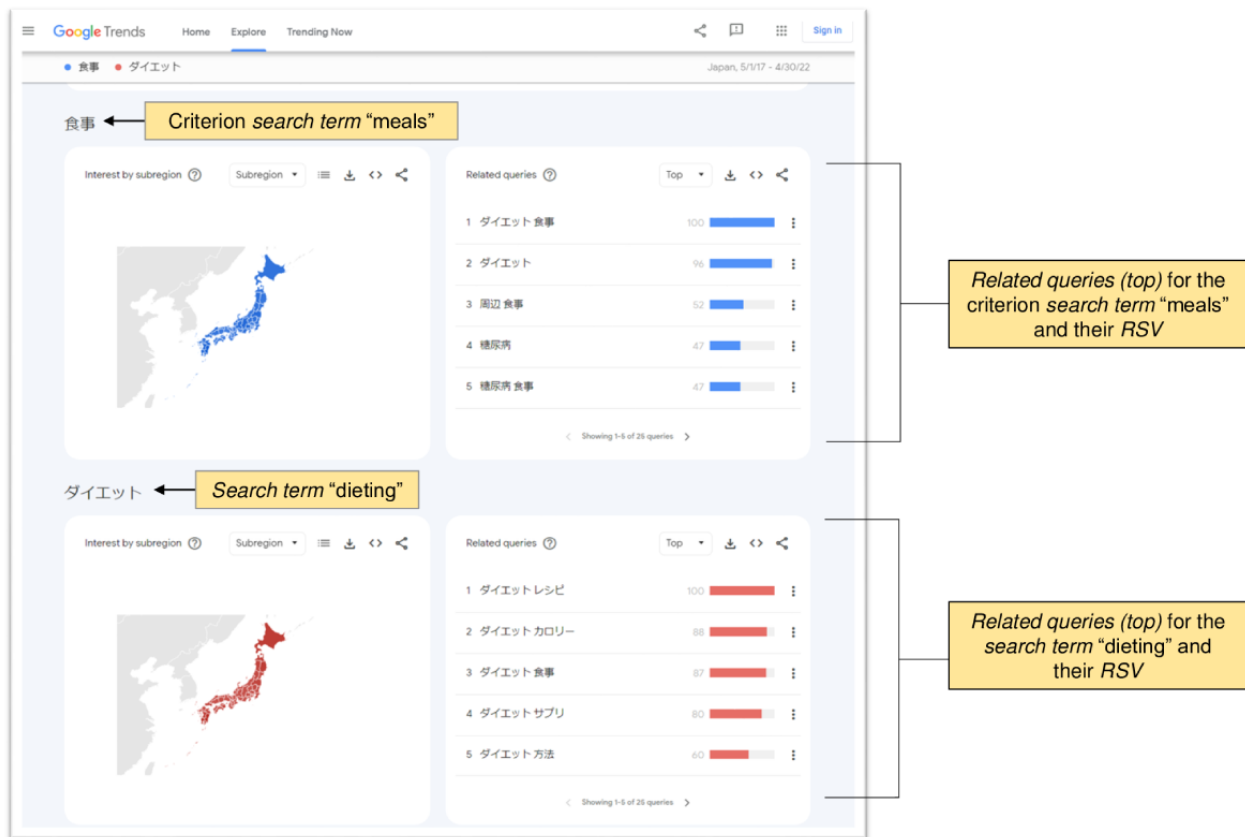 Google Trends Home Explore Trending Now Sign in
食事 ダイエット Japan, 5/1/17 - 4/30/22
食事
Criterion search term “meals”
Interest by subregion Subregion
Related queries Top
1 ダイエット 食事 100
2 ダイエット 96
3 周辺 食事 52
4 糖尿病 47
5 糖尿病 食事 47
Showing 1-5 of 25 queries
Related queries (top) for the
criterion search term “meals”
and their RSV
ダイエット
Search term “dieting”
Interest by subregion Subregion
Related queries Top
1 ダイエット レシピ 100
2 ダイエット カロリー 88
3 ダイエット 食事 87
4 ダイエット サプリ 80
5 ダイエット 方法 60
Showing 1-5 of 25 queries
Related queries (top) for the
search term “dieting” and
their RSV